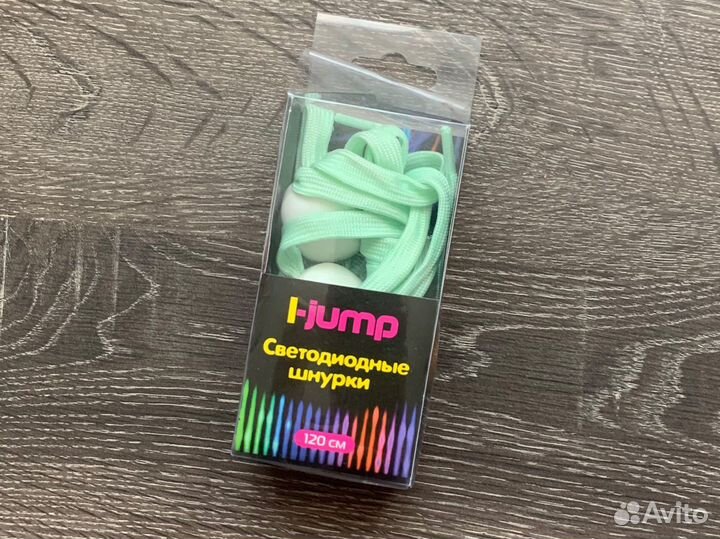 I-jump
Светодиодные
шнурки
120 см
Avito